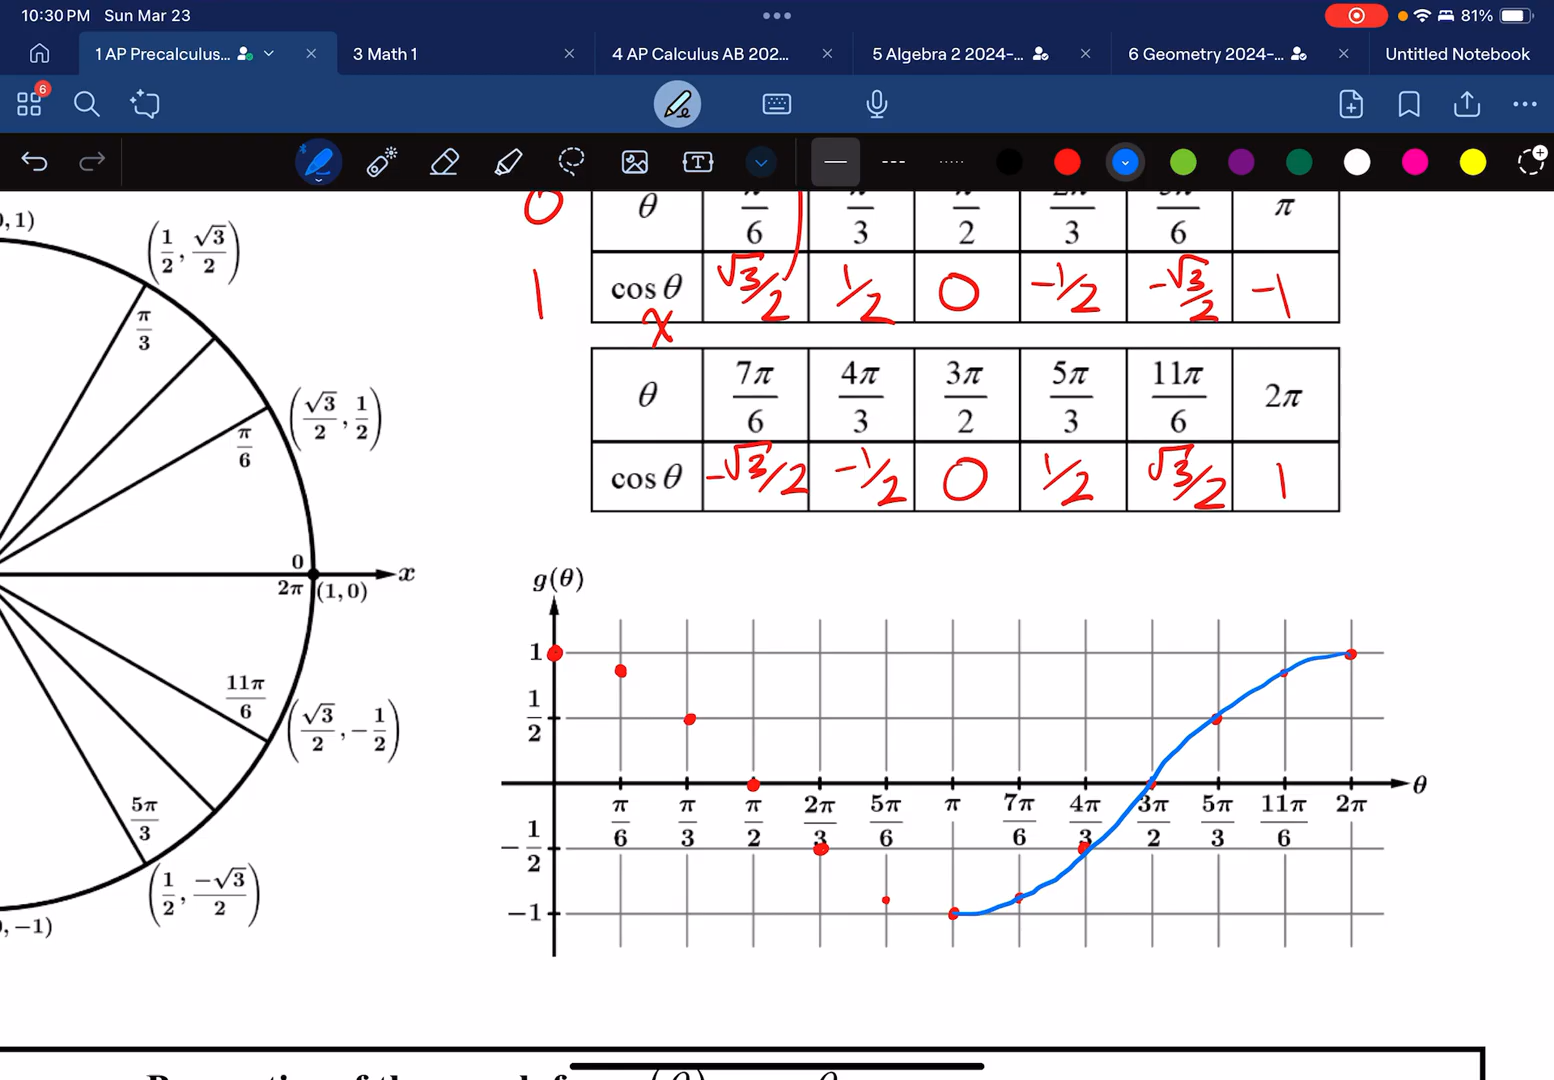 10:30 PM Sun Mar 23
81%
1 AP Precalculus...
3 Math 1
4 AP Calculus AB 202...
5 Algebra 2 2024-...
6 Geometry 2024-...
Untitled Notebook
6
T
0 θ π/6 π/3 π/2 2π/3 5π/6 π
1 cos θ √3/2 1/2 0 -1/2 -√3/2 -1
x
θ 7π/6 4π/3 3π/2 5π/3 11π/6 2π
cos θ -√3/2 -1/2 0 1/2 √3/2 1
, 1)
(1/2, √3/2)
π/3
(√3/2, 1/2)
π/6
0
2π (1, 0)
x
11π/6
(√3/2, -1/2)
5π/3
(1/2, -√3/2)
, −1)
g(θ)
1
1/2
-1/2
−1
π/6 π/3 π/2 2π/3 5π/6 π 7π/6 4π/3 3π/2 5π/3 11π/6 2π
θ